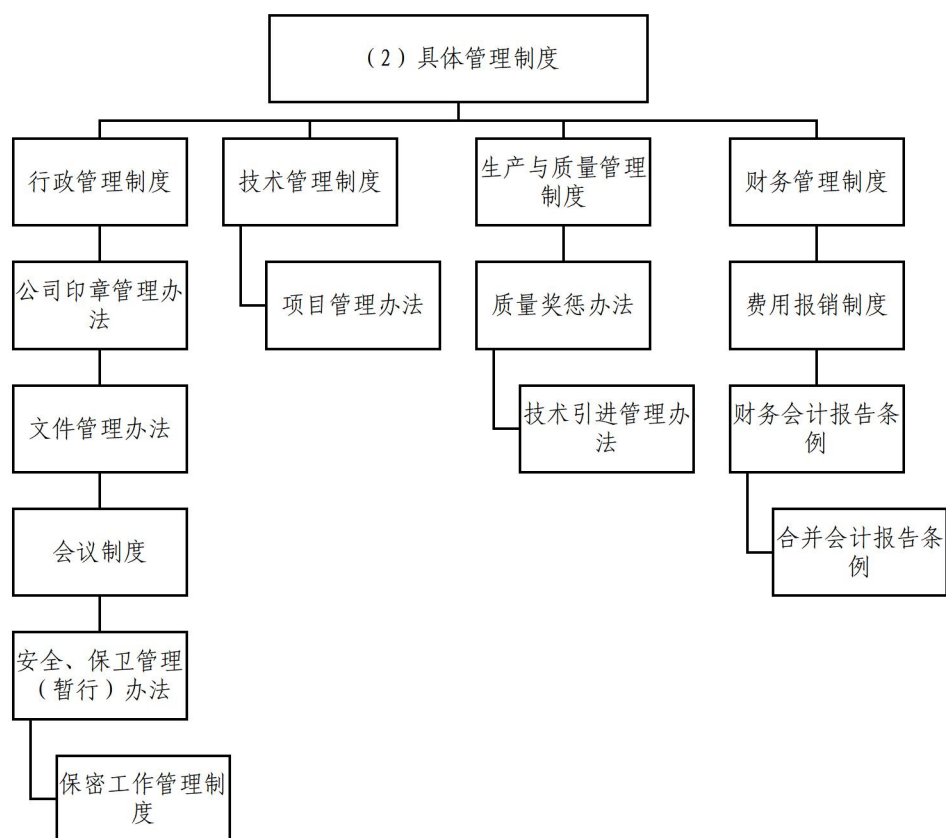 （2）具体管理制度
行政管理制度
技术管理制度
生产与质量管理
制度
财务管理制度
公司印章管理办
法
项目管理办法
质量奖惩办法
费用报销制度
文件管理办法
技术引进管理办
法
财务会计报告条
例
会议制度
合并会计报告条
例
安全、保卫管理
（暂行）办法
保密工作管理制
度